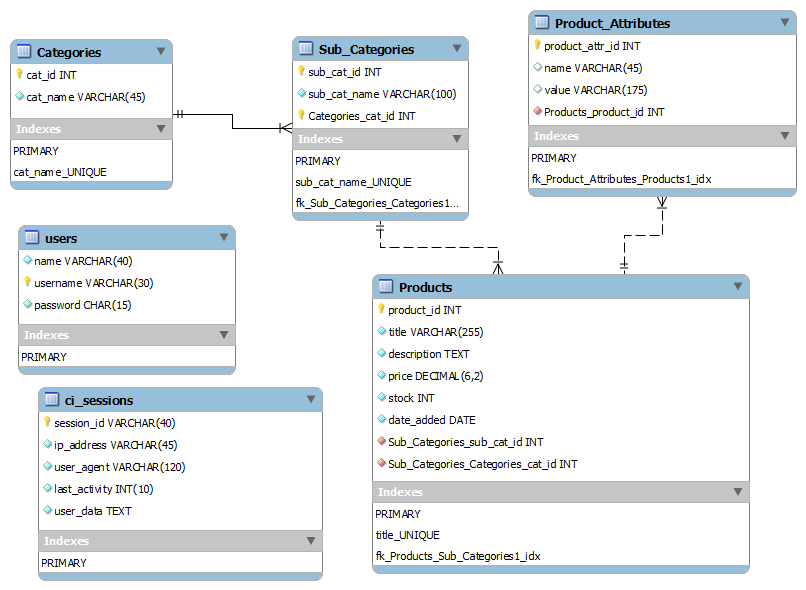 Categories
cat_id INT
cat_name VARCHAR(45)
Indexes
PRIMARY
cat_name_UNIQUE
Sub_Categories
sub_cat_id INT
sub_cat_name VARCHAR(100)
Categories_cat_id INT
Indexes
PRIMARY
sub_cat_name_UNIQUE
fk_Sub_Categories_Categories1...
Product_Attributes
product_attr_id INT
name VARCHAR(45)
value VARCHAR(175)
Products_product_id INT
Indexes
PRIMARY
fk_Product_Attributes_Products1_idx
users
name VARCHAR(40)
username VARCHAR(30)
password CHAR(15)
Indexes
PRIMARY
Products
product_id INT
title VARCHAR(255)
description TEXT
price DECIMAL(6,2)
stock INT
date_added DATE
Sub_Categories_sub_cat_id INT
Sub_Categories_Categories_cat_id INT
Indexes
PRIMARY
title_UNIQUE
fk_Products_Sub_Categories1_idx
ci_sessions
session_id VARCHAR(40)
ip_address VARCHAR(45)
user_agent VARCHAR(120)
last_activity INT(10)
user_data TEXT
Indexes
PRIMARY